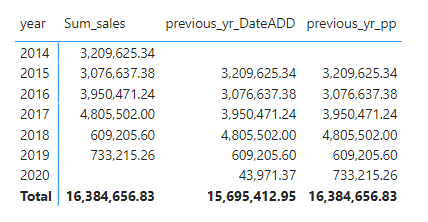 year Sum_sales previous_yr_DateADD previous_yr_pp
2014 3,209,625.34
2015 3,076,637.38 3,209,625.34 3,209,625.34
2016 3,950,471.24 3,076,637.38 3,076,637.38
2017 4,805,502.00 3,950,471.24 3,950,471.24
2018 609,205.60 4,805,502.00 4,805,502.00
2019 733,215.26 609,205.60 609,205.60
2020 43,971.37 733,215.26
Total 16,384,656.83 15,695,412.95 16,384,656.83